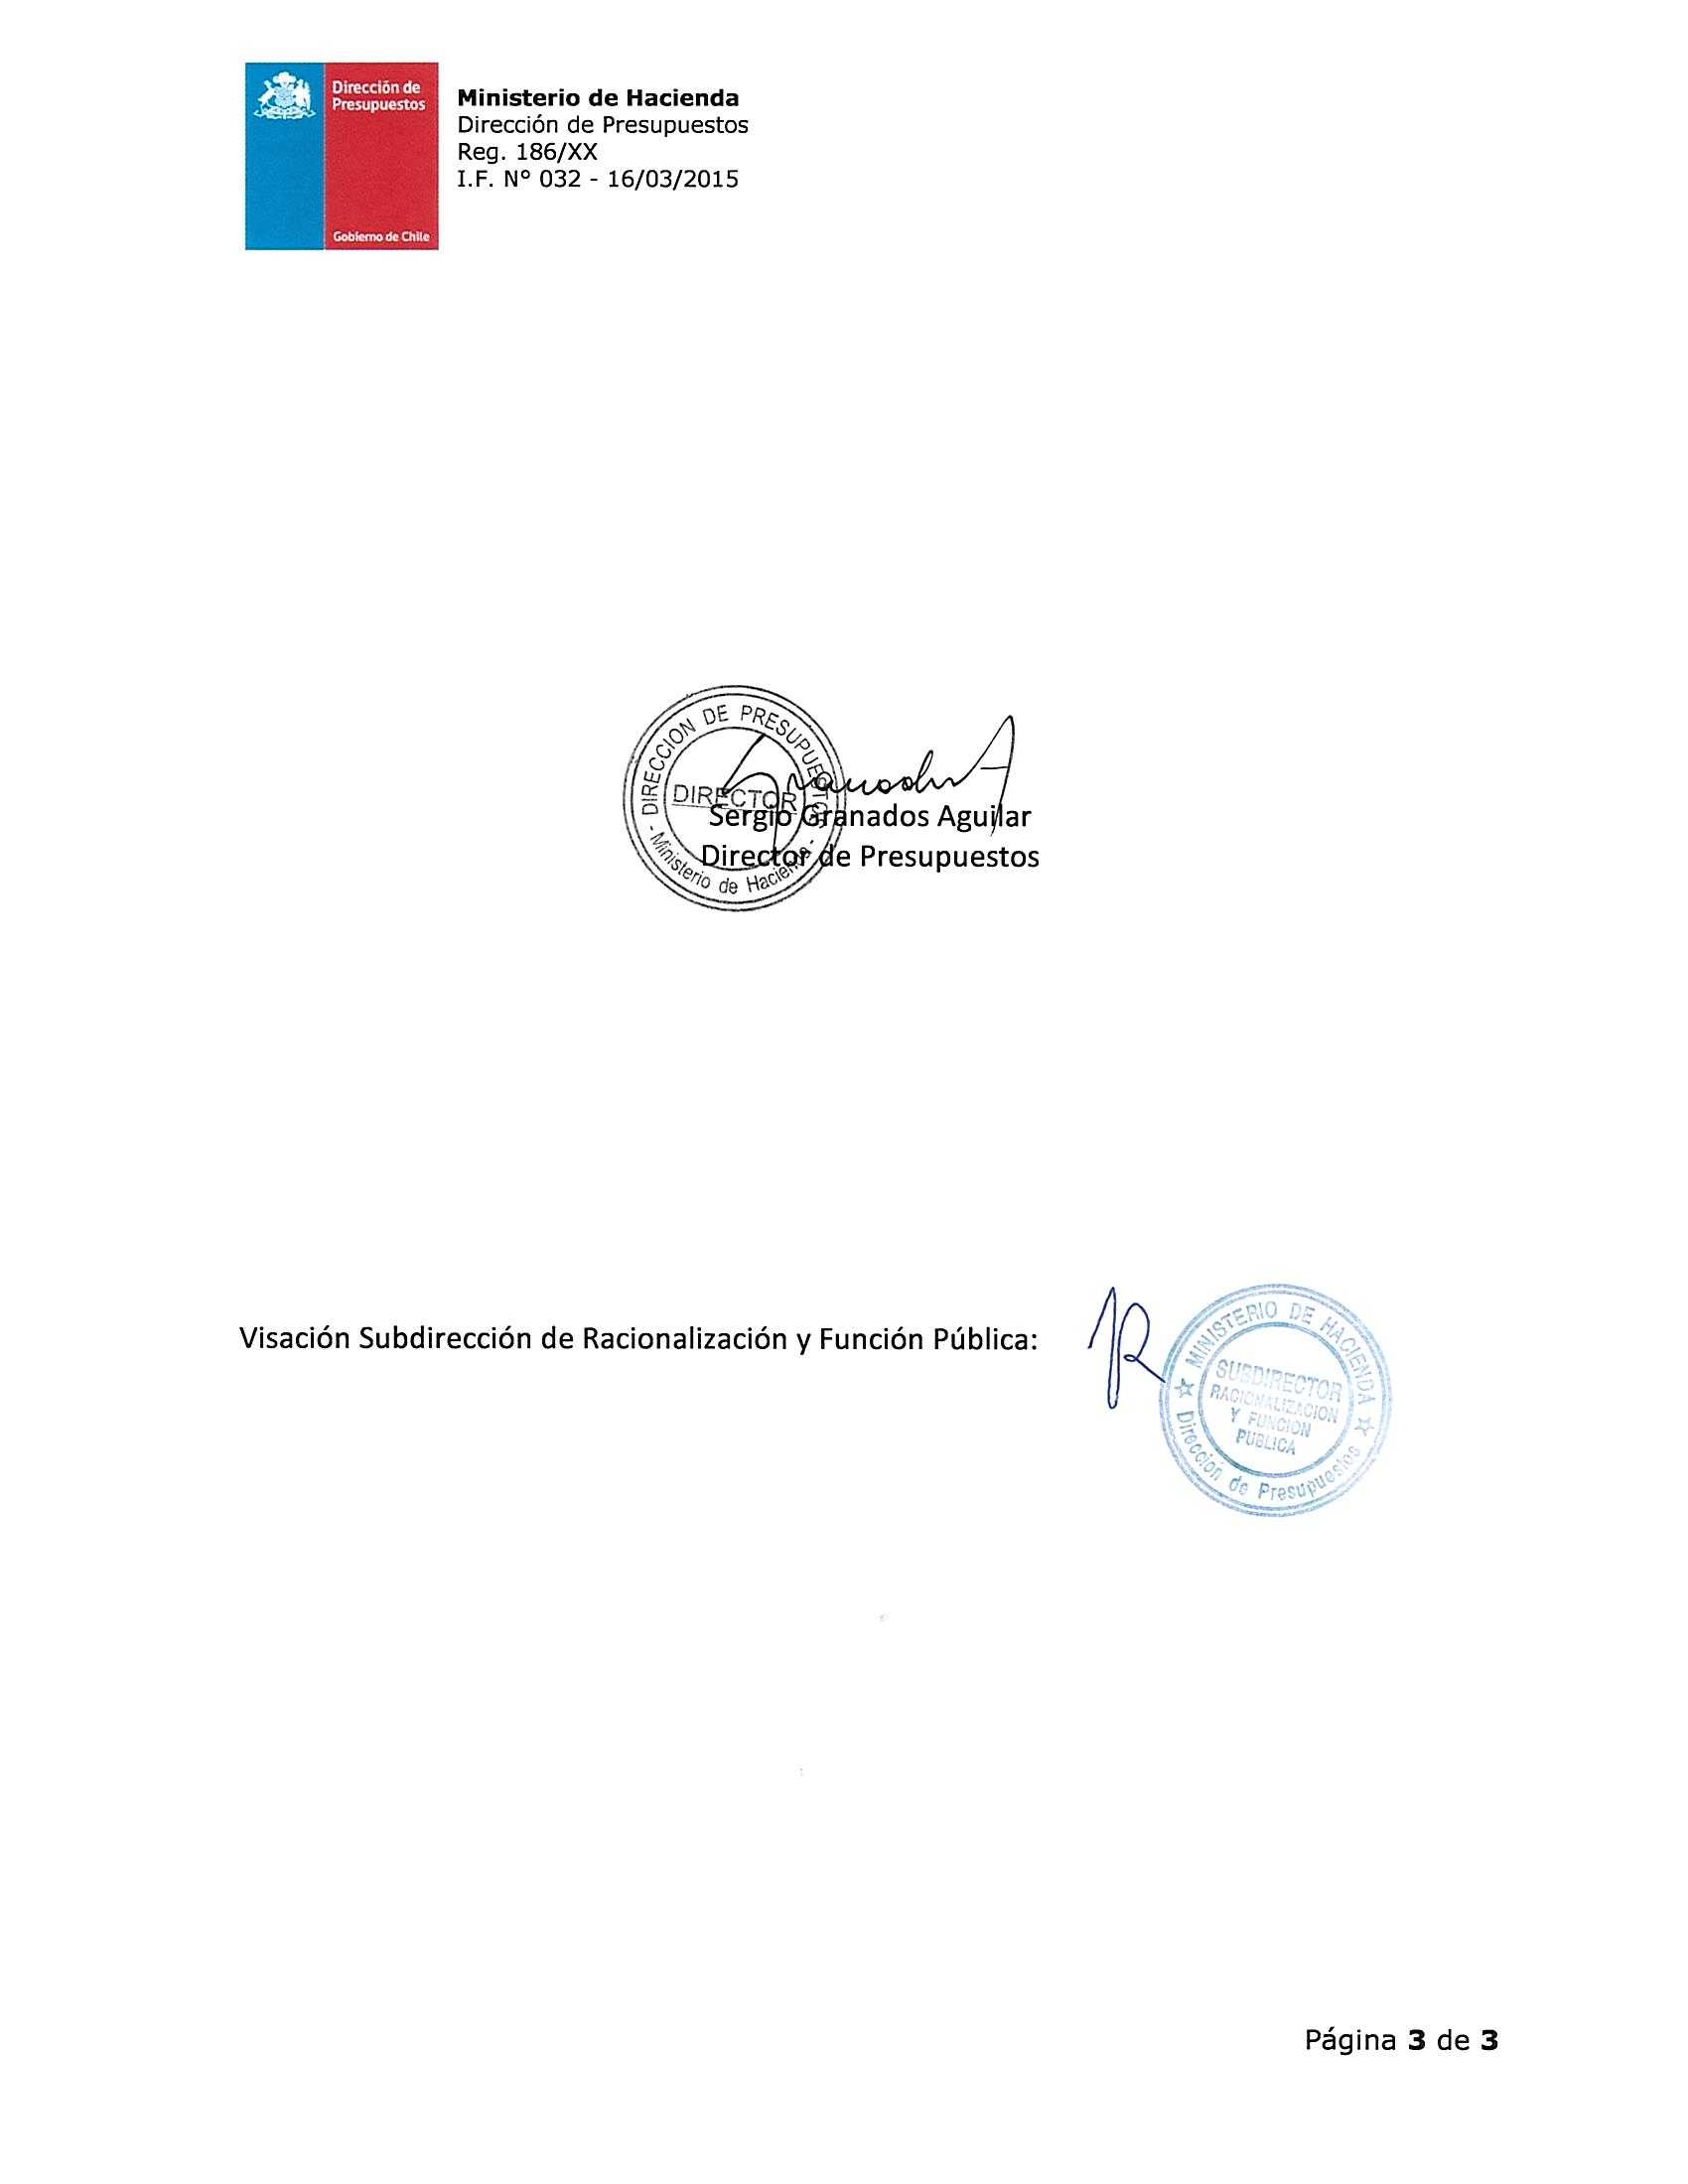 Dirección de
Presupuestos
Gobierno de Chile
Ministerio de Hacienda
Dirección de Presupuestos
Reg. 186/XX
I.F. N° 032 - 16/03/2015
DIRECCION DE PRESUPUESTOS
DIRECTOR
- Ministerio de Hacienda -
Sergio Granados Aguilar
Director de Presupuestos
Visación Subdirección de Racionalización y Función Pública:
MINISTERIO DE HACIENDA
SUBDIRECTOR
RACIONALIZACION
Y FUNCION
PUBLICA
Dirección de Presupuestos
Página 3 de 3